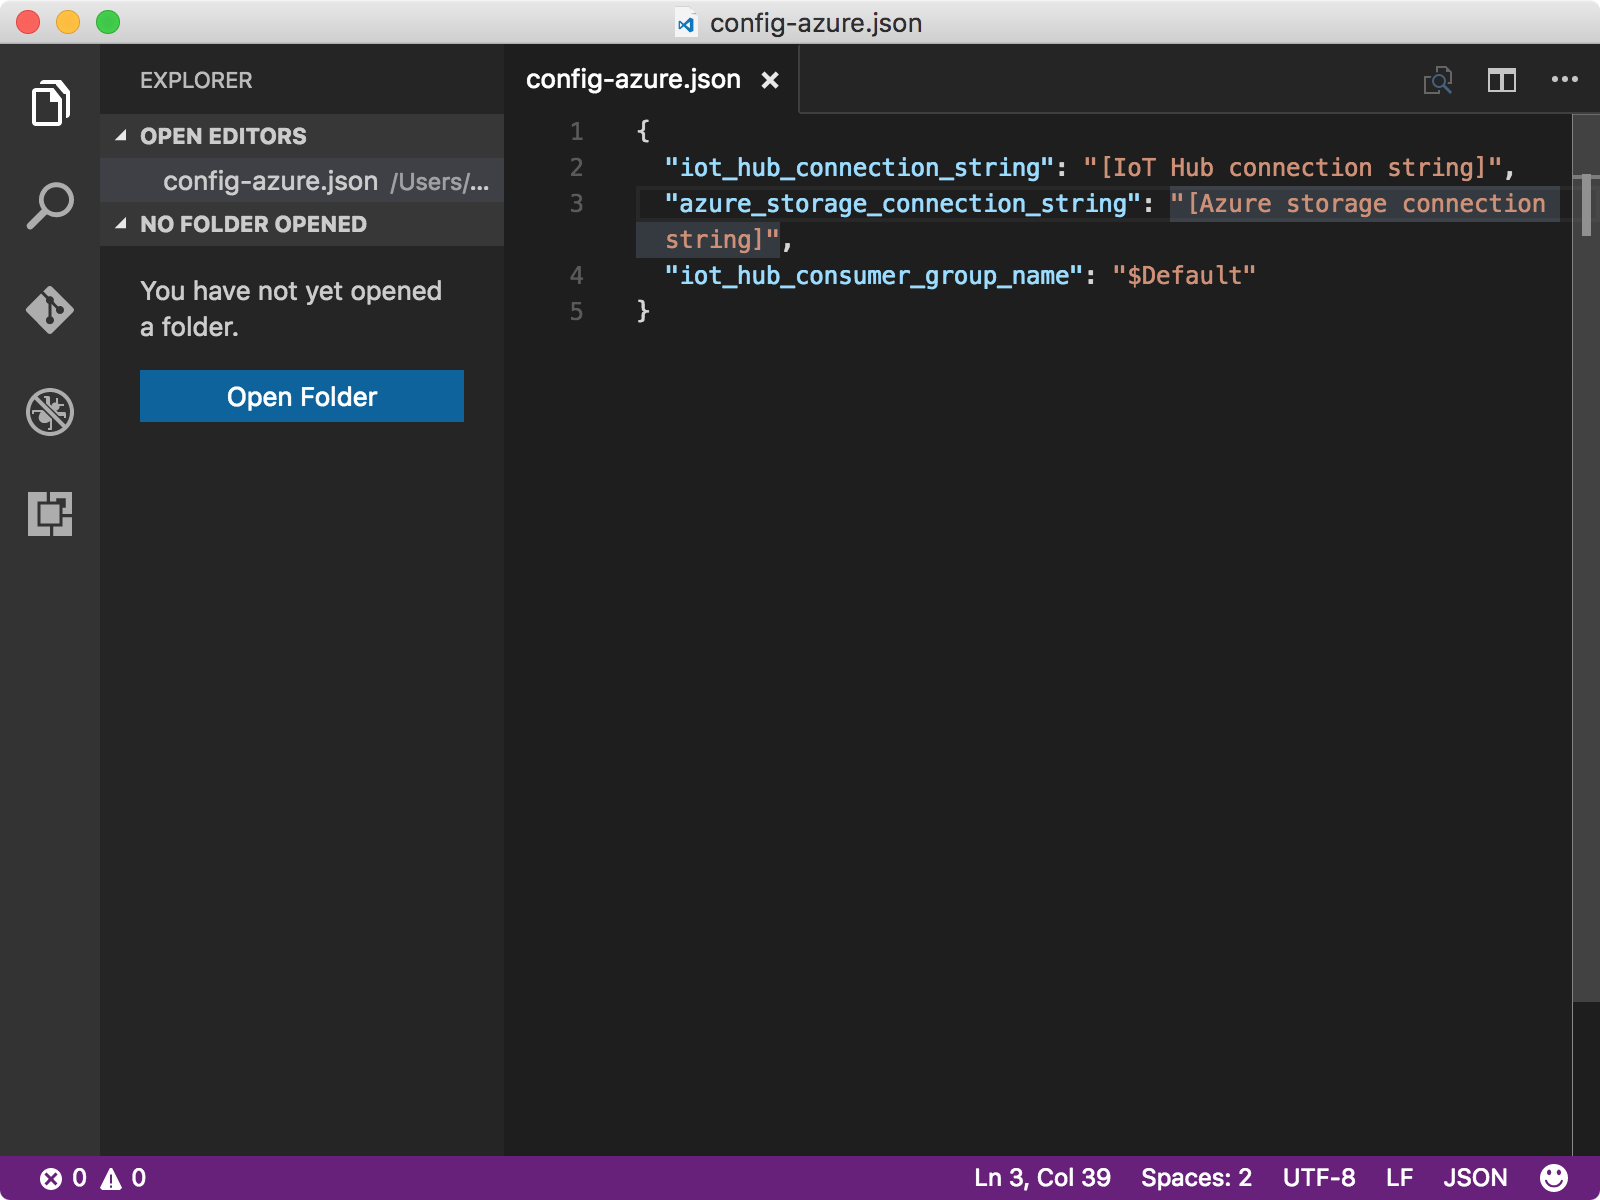 config-azure.json
EXPLORER
OPEN EDITORS
config-azure.json /Users/...
NO FOLDER OPENED
You have not yet opened
a folder.
Open Folder
config-azure.json
1 {
2 "iot_hub_connection_string": "[IoT Hub connection string]",
3 "azure_storage_connection_string": "[Azure storage connection
string]",
4 "iot_hub_consumer_group_name": "$Default"
5 }
0 0
Ln 3, Col 39 Spaces: 2 UTF-8 LF JSON